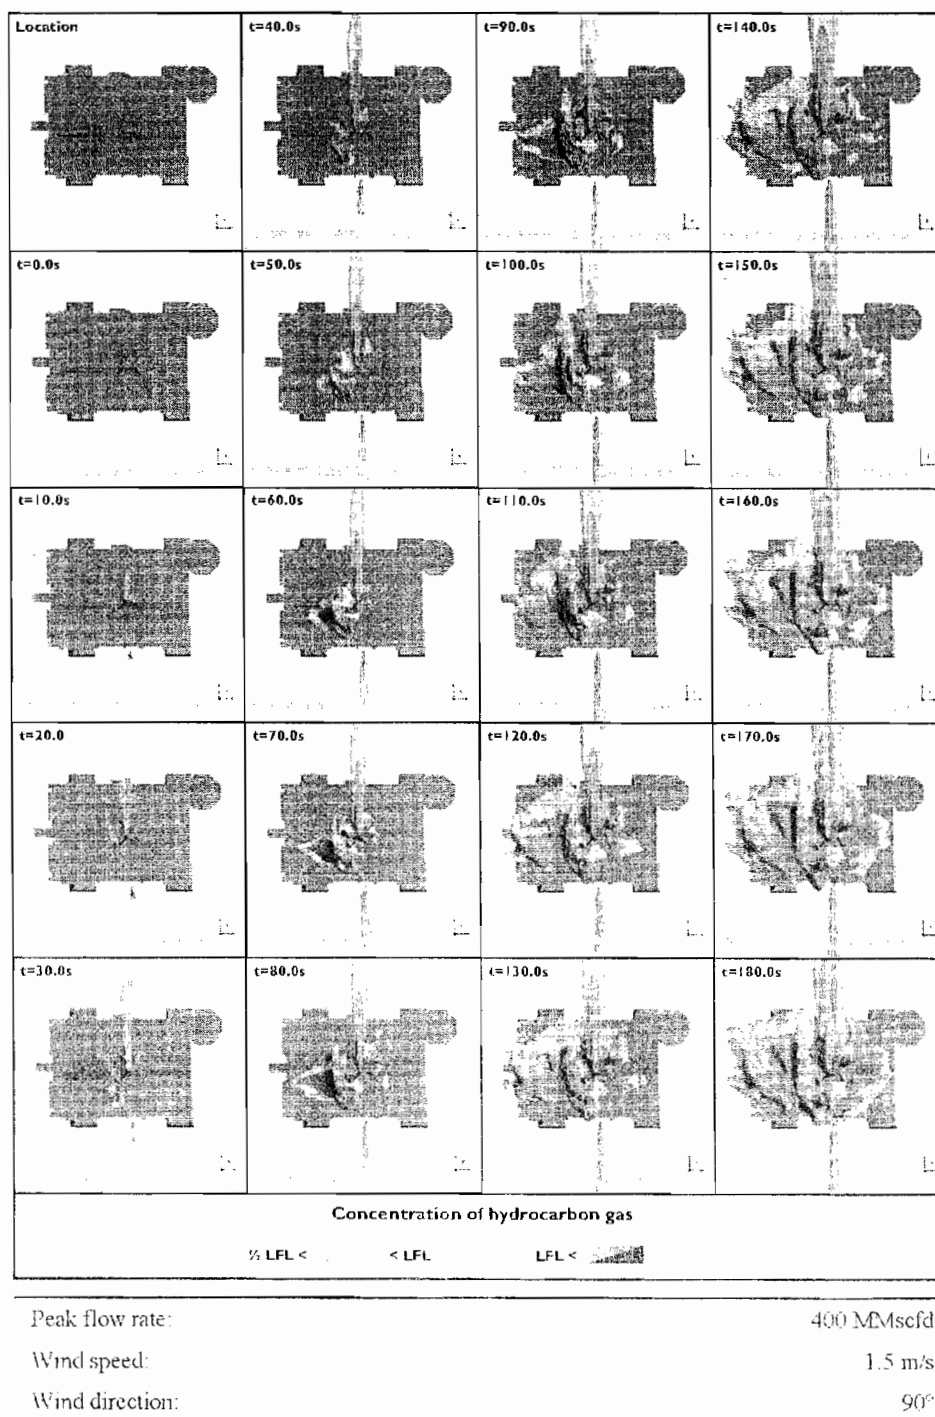 Location
t=40.0s
t=90.0s
t=140.0s
t=0.0s
t=50.0s
t=100.0s
t=150.0s
t=10.0s
t=60.0s
t=110.0s
t=160.0s
t=20.0
t=70.0s
t=120.0s
t=170.0s
t=30.0s
t=80.0s
t=130.0s
t=180.0s
Concentration of hydrocarbon gas
½ LFL < < LFL LFL <
Peak flow rate: 400 MMscfd
Wind speed: 1.5 m/s
Wind direction: 90°